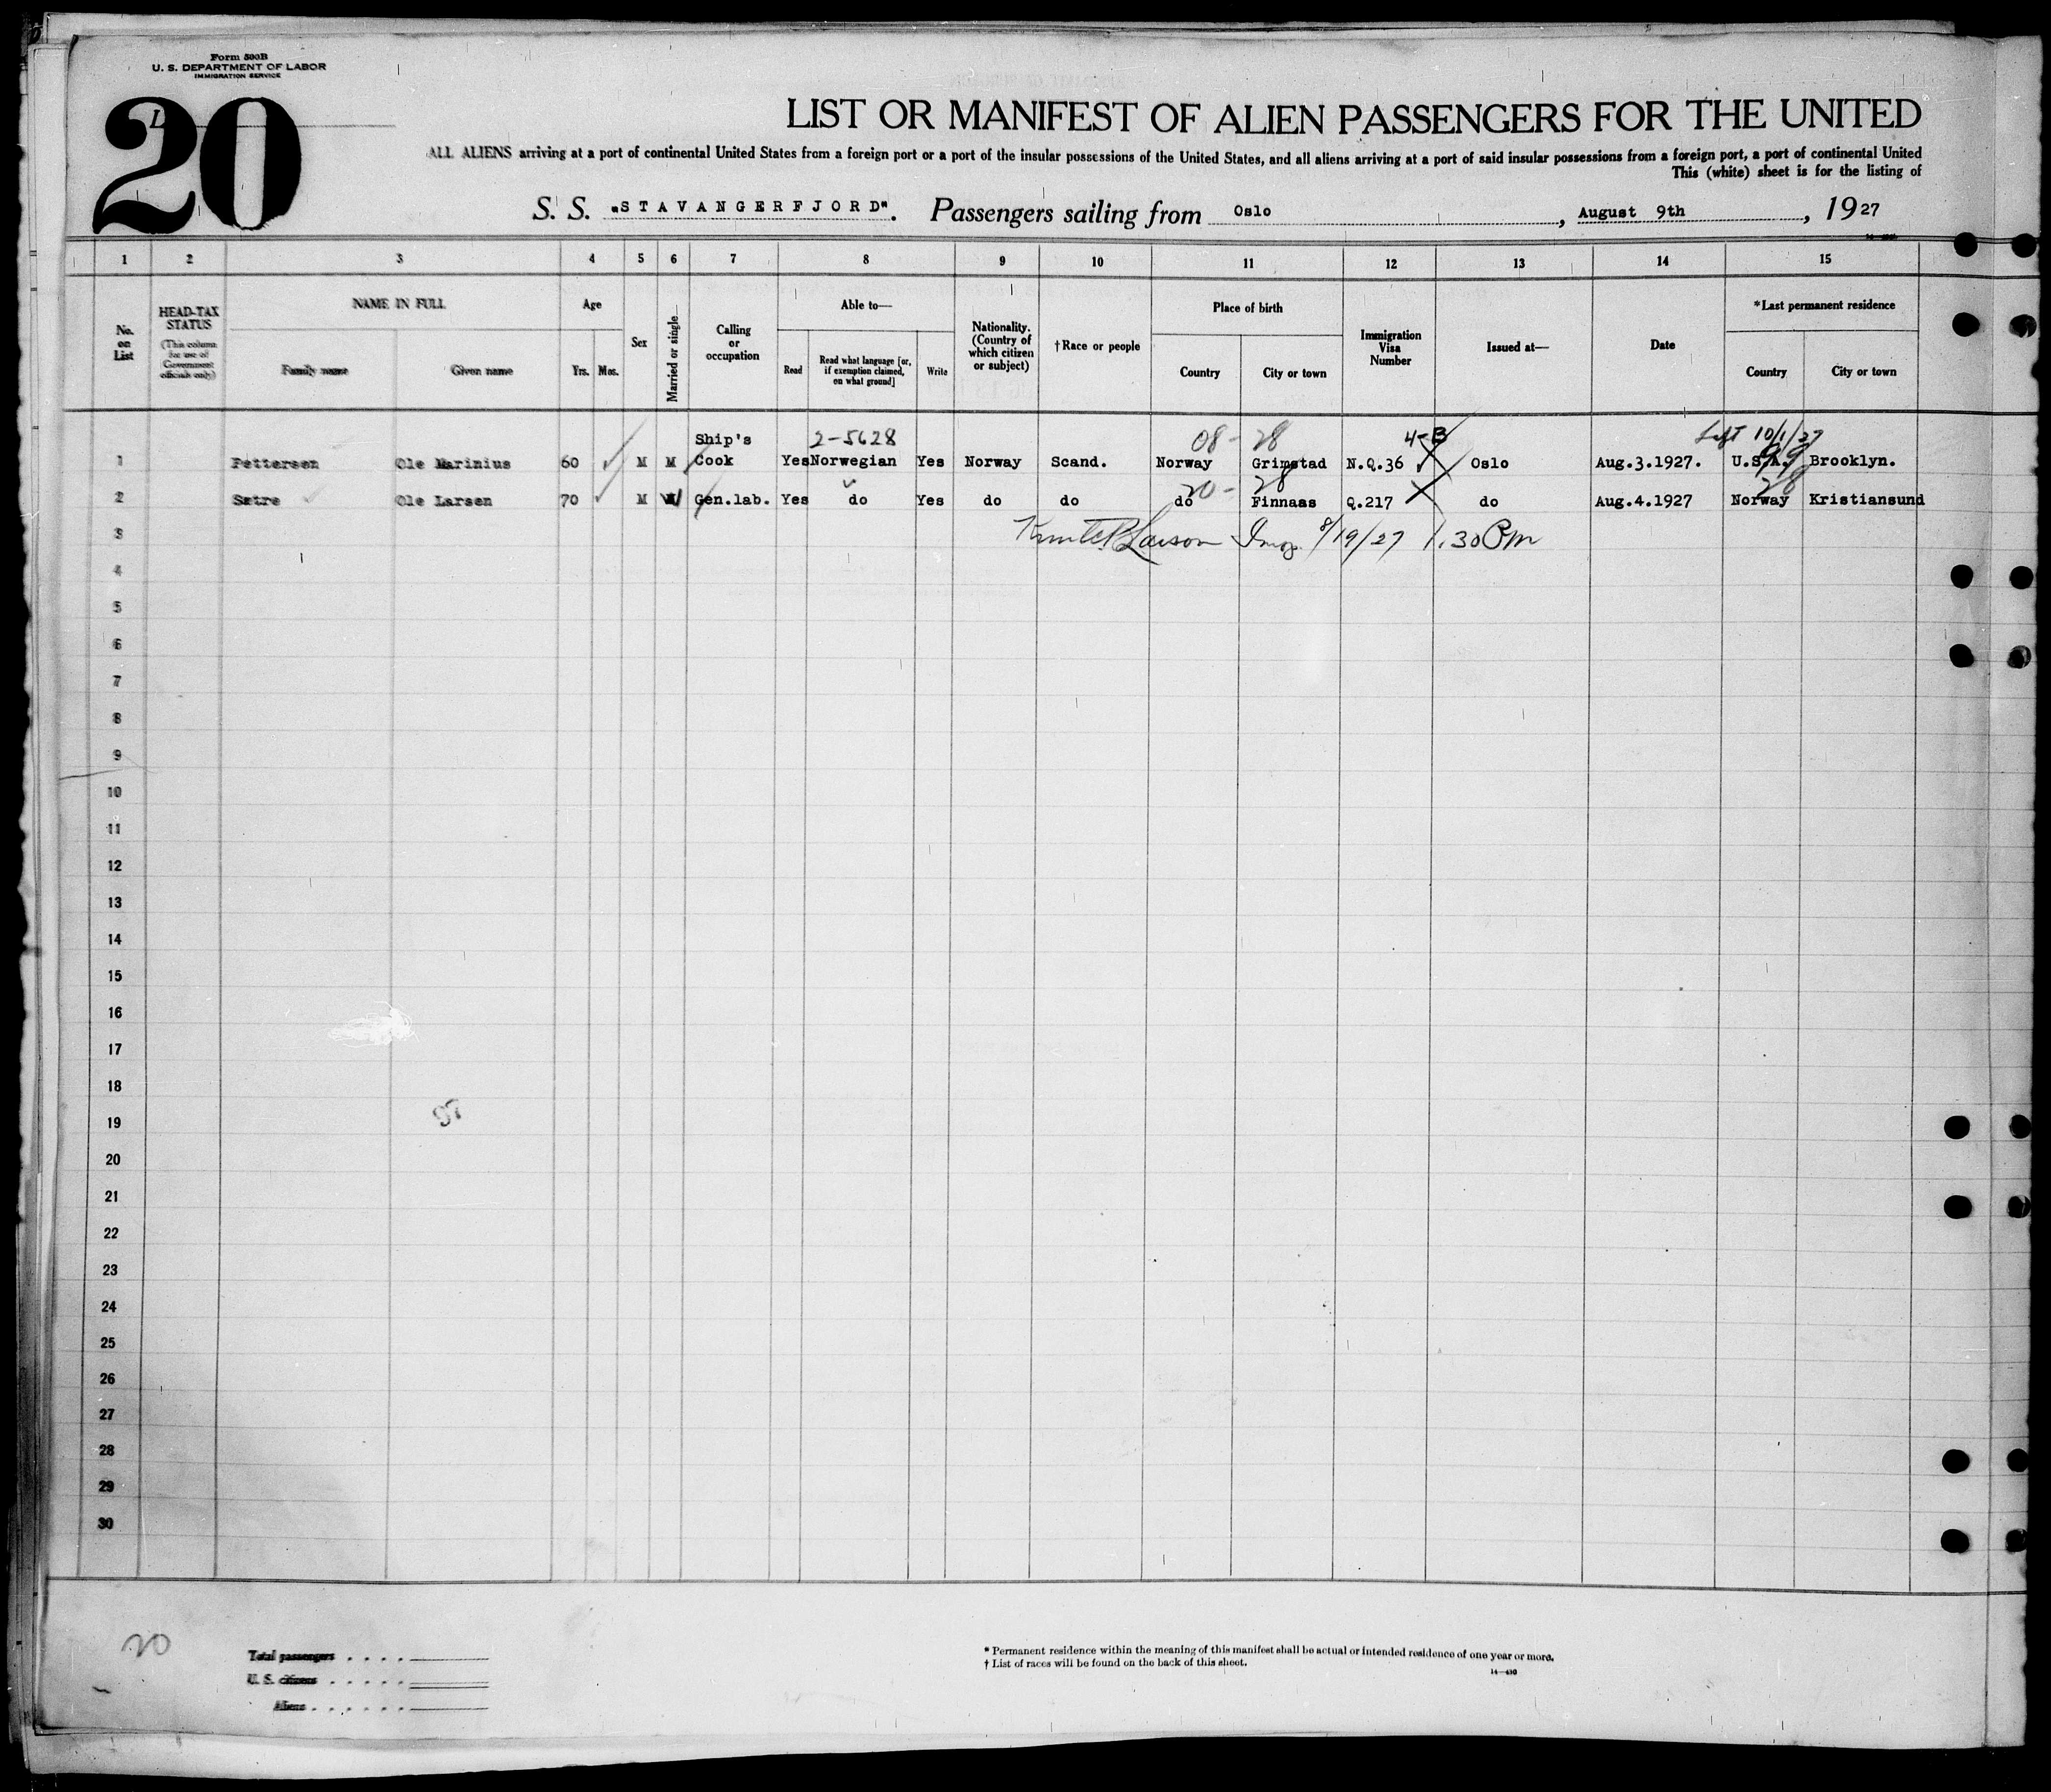 Form 500B
U. S. DEPARTMENT OF LABOR
IMMIGRATION SERVICE
20
LIST OR MANIFEST OF ALIEN PASSENGERS FOR THE UNITED
ALL ALIENS arriving at a port of continental United States from a foreign port or a port of the insular possessions of the United States, and all aliens arriving at a port of said insular possessions from a foreign port, a port of continental United
This (white) sheet is for the listing of
S. S. "STAVANGERFJORD". Passengers sailing from Oslo, August 9th, 1927
1 2 3 4 5 6 7 8 9 10 11 12 13 14 15
No. on List
HEAD-TAX STATUS (This column for use of Government officials only)
NAME IN FULL
Family name
Given name
Age
Yrs. Mos.
Sex
Married or single
Calling or occupation
Able to—
Read
Read what language [or, if exemption claimed, on what ground]
Write
Nationality. (Country of which citizen or subject)
†Race or people
Place of birth
Country
City or town
Immigration Visa Number
Issued at—
Date
*Last permanent residence
Country
City or town
2-5628 08- 28 4-B Left 10/1/27
1 Pettersen Ole Marinius 60 M M Ship's Cook Yes Norwegian Yes Norway Scand. Norway Grimstad N.Q.36 Oslo Aug.3.1927. U.S.A. Brooklyn.
20- 28 28
2 Sætre Ole Larsen 70 M Gen.lab. Yes do Yes do do do Finnaas Q.217 do Aug.4.1927 Norway Kristiansund
3 Larson 8/19/27 1.30 PM
4
5
6
7
8
9
10
11
12
13
14
15
16
17
18
19
20
21
22
23
24
25
26
27
28
29
30
20
Total passengers
U. S. citizens
Aliens
* Permanent residence within the meaning of this manifest shall be actual or intended residence of one year or more.
† List of races will be found on the back of this sheet.
14—430